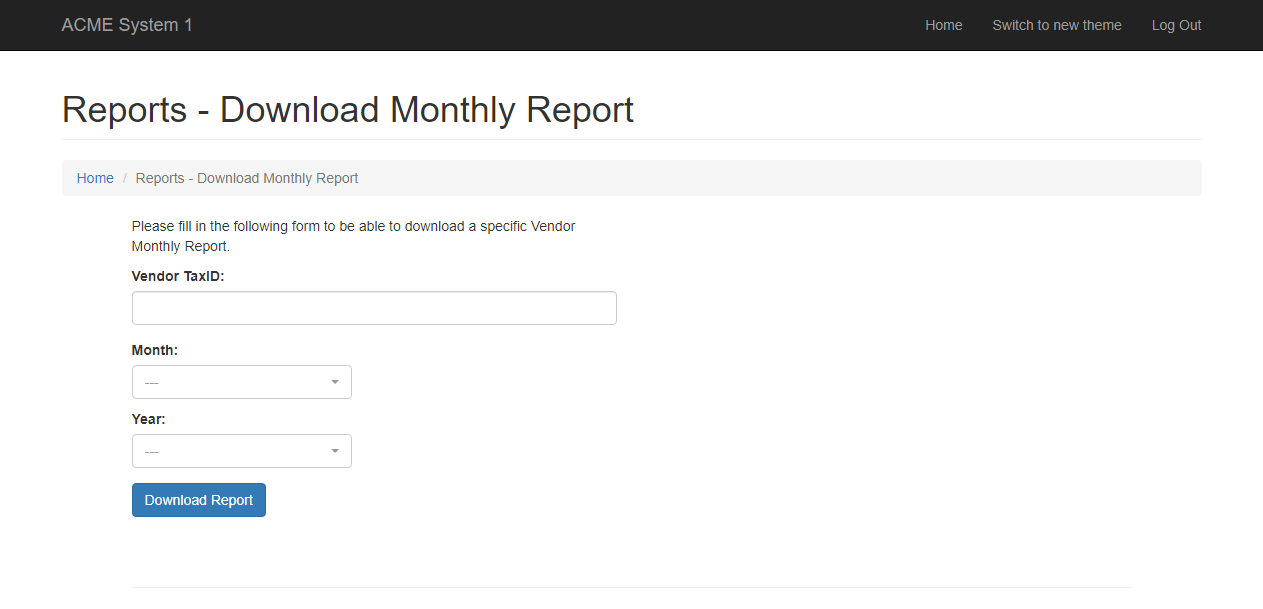 ACME System 1 Home Switch to new theme Log Out
Reports - Download Monthly Report
Home / Reports - Download Monthly Report
Please fill in the following form to be able to download a specific Vendor
Monthly Report.
Vendor TaxID:
Month:
---
Year:
---
Download Report